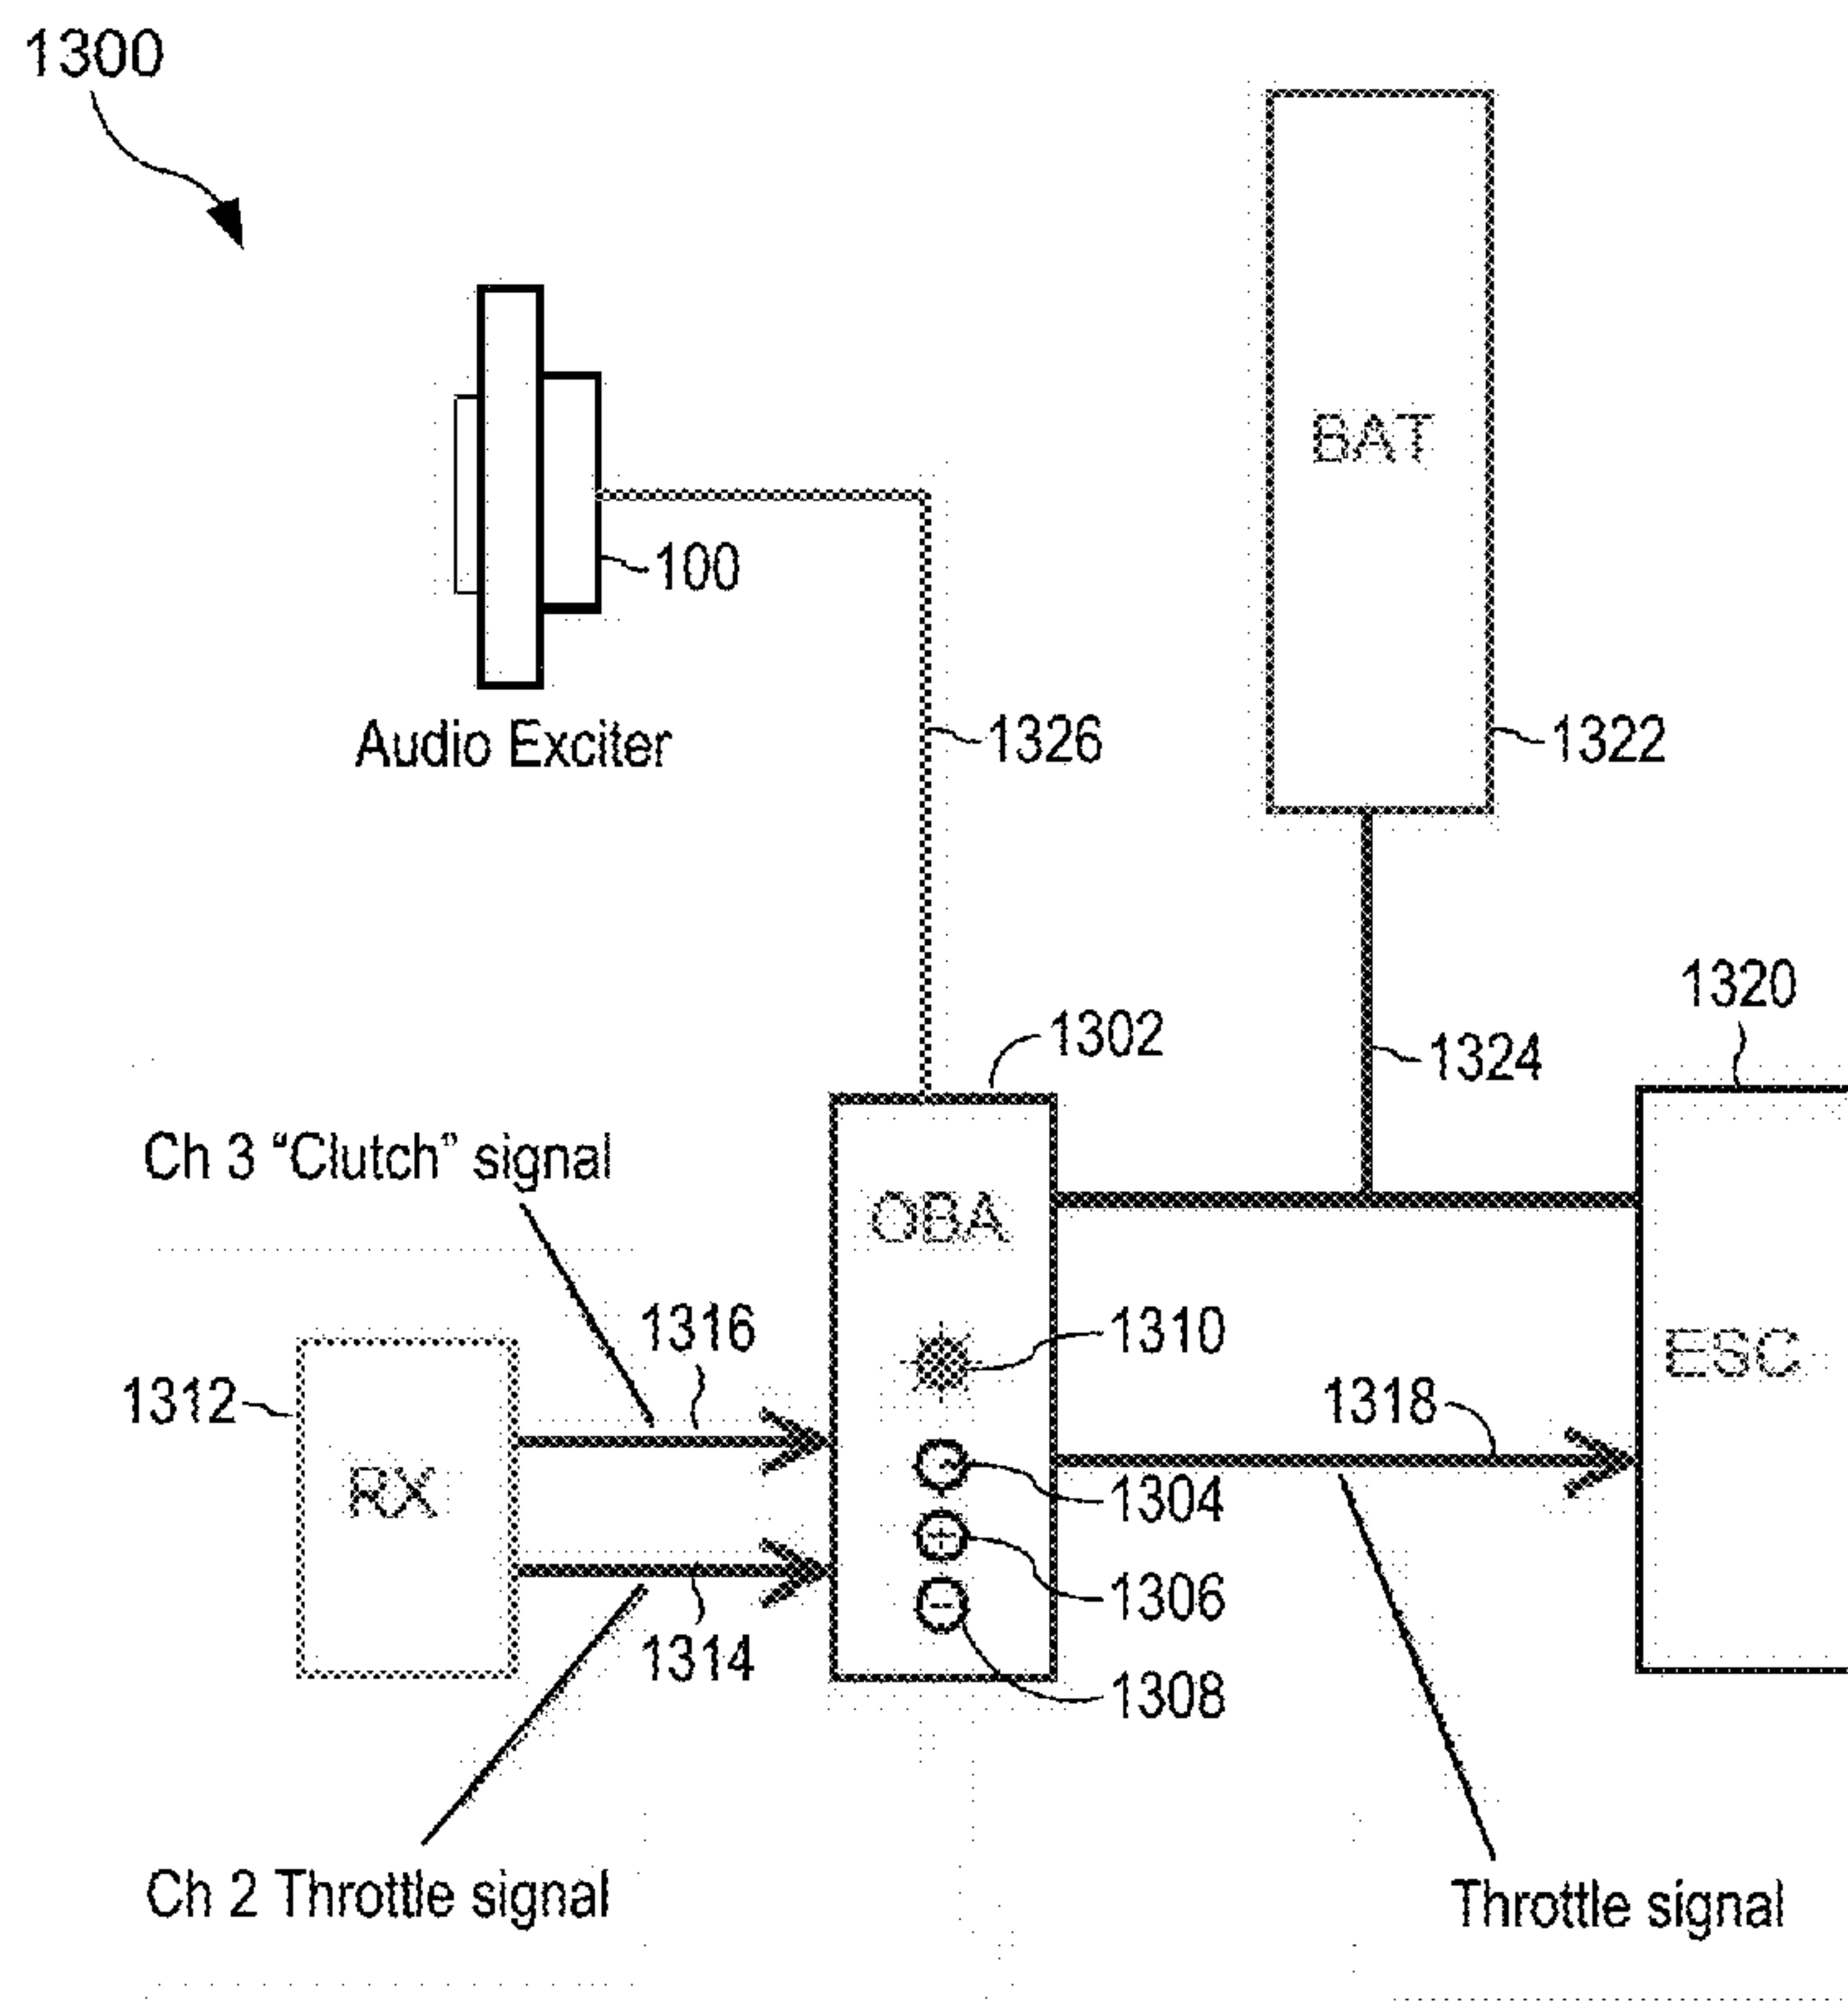 1300
BAT
100
Audio Exciter
1326
1322
1320
1302
1324
Ch 3 “Clutch” signal
OBA
1316
1310
ESC
1312
1318
RX
1304
1306
1314
1308
Ch 2 Throttle signal
Throttle signal